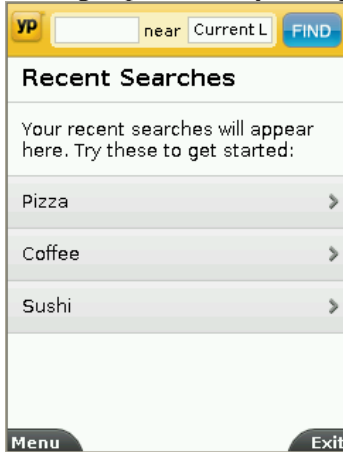 yp near Current L FIND
Recent Searches
Your recent searches will appear
here. Try these to get started:
Pizza
Coffee
Sushi
Menu Exit